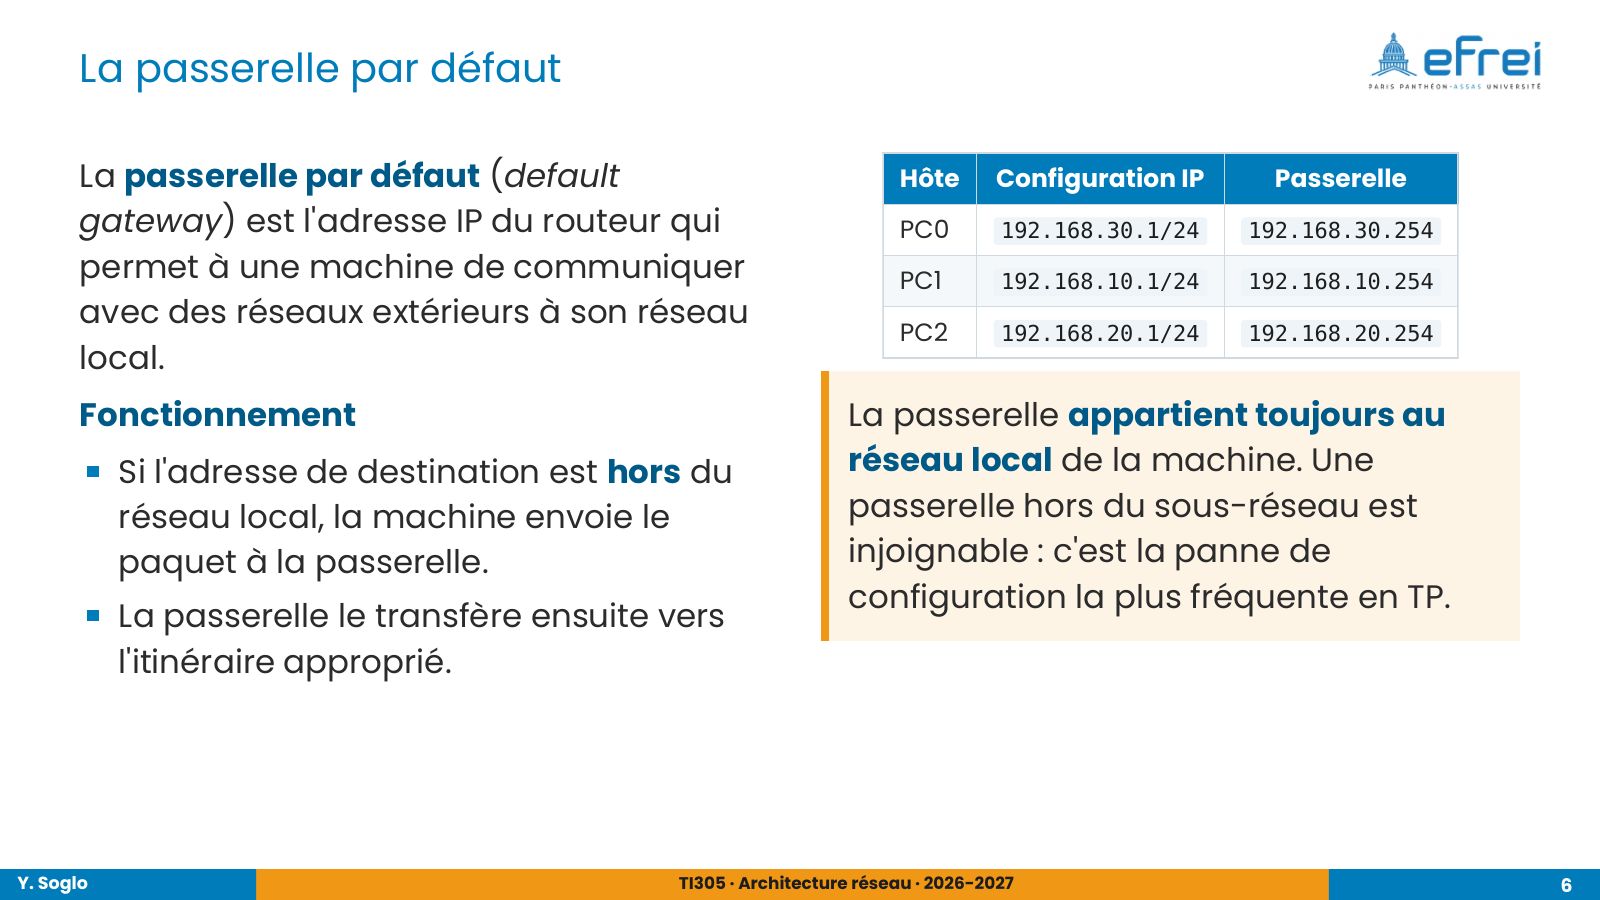 La passerelle par défaut
efrei
PARIS PANTHÉON-ASSAS UNIVERSITÉ
La passerelle par défaut (default
gateway) est l'adresse IP du routeur qui
permet à une machine de communiquer
avec des réseaux extérieurs à son réseau
local.
Fonctionnement
Si l'adresse de destination est hors du
réseau local, la machine envoie le
paquet à la passerelle.
La passerelle le transfère ensuite vers
l'itinéraire approprié.
Hôte Configuration IP Passerelle
PC0 192.168.30.1/24 192.168.30.254
PC1 192.168.10.1/24 192.168.10.254
PC2 192.168.20.1/24 192.168.20.254
La passerelle appartient toujours au
réseau local de la machine. Une
passerelle hors du sous-réseau est
injoignable : c'est la panne de
configuration la plus fréquente en TP.
Y. Soglo
TI305 · Architecture réseau · 2026-2027
6